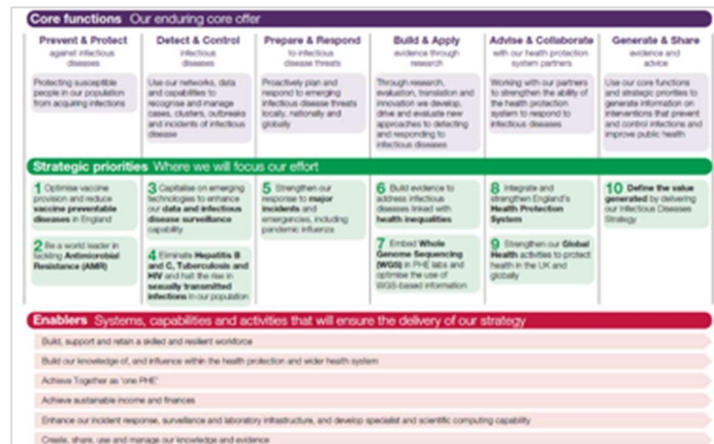 Core functions Our enduring core offer
Prevent & Protect
against infectious
diseases
Protecting susceptible
people in our population
from acquiring infections
Detect & Control
infectious
diseases
Use our networks, data
and capabilities to
recognise and manage
cases, clusters, outbreaks
and incidents of infectious
disease
Prepare & Respond
to infectious
disease threats
Proactively plan and
respond to emerging
infectious disease threats
locally, nationally and
globally
Build & Apply
evidence through
research
Through research,
evaluation, translation and
innovation we develop,
drive and evaluate new
approaches to detecting
and responding to
infectious diseases
Advise & Collaborate
with our health protection
system partners
Working with our partners
to strengthen the ability of
the health protection
system to respond to
infectious diseases
Generate & Share
evidence and
advice
Use our core functions
and strategic priorities to
generate information on
interventions that prevent
and control infections and
improve public health
Strategic priorities Where we will focus our effort
1 Optimise vaccine
provision and reduce
vaccine preventable
diseases in England
2 Be a world leader in
tackling Antimicrobial
Resistance (AMR)
3 Capitalise on emerging
technologies to enhance
our data and infectious
disease surveillance
capability
4 Eliminate Hepatitis B
and C, Tuberculosis and
HIV and halt the rise in
sexually transmitted
infections in our population
5 Strengthen our
response to major
incidents and
emergencies, including
pandemic influenza
6 Build evidence to
address infectious
diseases linked with
health inequalities
7 Embed Whole
Genome Sequencing
(WGS) in PHE labs and
optimise the use of
WGS-based information
8 Integrate and
strengthen England's
Health Protection
System
9 Strengthen our Global
Health activities to protect
health in the UK and
globally
10 Define the value
generated by delivering
our Infectious Diseases
Strategy
Enablers Systems, capabilities and activities that will ensure the delivery of our strategy
Build, support and retain a skilled and resilient workforce
Build our knowledge of, and influence within the health protection and wider health system
Achieve Together as 'one PHE'
Achieve sustainable income and finances
Enhance our incident response, surveillance and laboratory infrastructure, and develop specialist and scientific computing capability
Create, share, use and manage our knowledge and evidence